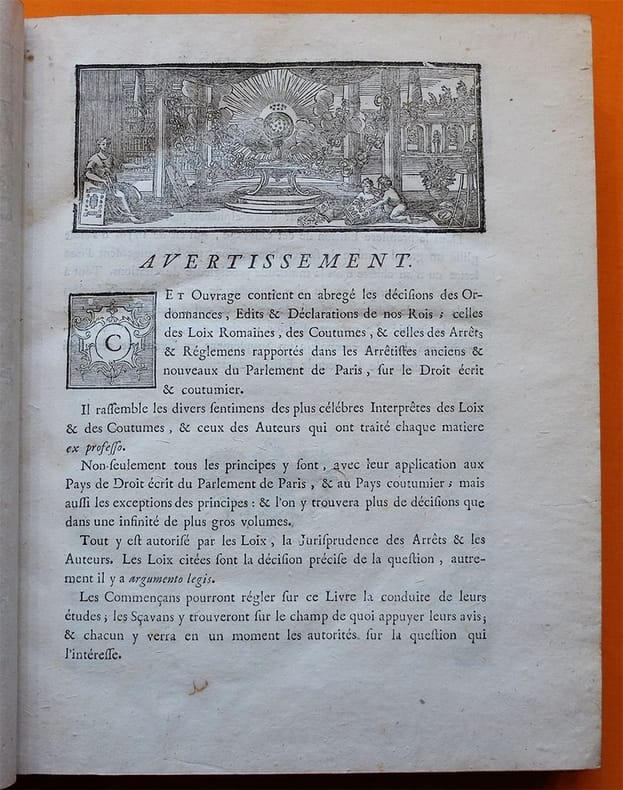 AVERTISSEMENT.
CET Ouvrage contient en abregé les décisions des Or-
donnances, Edits & Déclarations de nos Rois ; celles
des Loix Romaines, des Coutumes, & celles des Arrêts
& Réglemens rapportés dans les Arrêtistes anciens &
nouveaux du Parlement de Paris, sur le Droit écrit
& coutumier.
Il rassemble les divers sentimens des plus célébres Interprêtes des Loix
& des Coutumes, & ceux des Auteurs qui ont traité chaque matiere
ex professo.
Non-seulement tous les principes y sont, avec leur application aux
Pays de Droit écrit du Parlement de Paris, & au Pays coutumier ; mais
aussi les exceptions des principes : & l'on y trouvera plus de décisions que
dans une infinité de plus gros volumes.
Tout y est autorisé par les Loix, la Jurisprudence des Arrêts & les
Auteurs. Les Loix citées sont la décision précise de la question, autre-
ment il y a argumento legis.
Les Commençans pourront régler sur ce Livre la conduite de leurs
études ; les Sçavans y trouveront sur le champ de quoi appuyer leurs avis ;
& chacun y verra en un moment les autorités sur la question qui
l'intéresse.